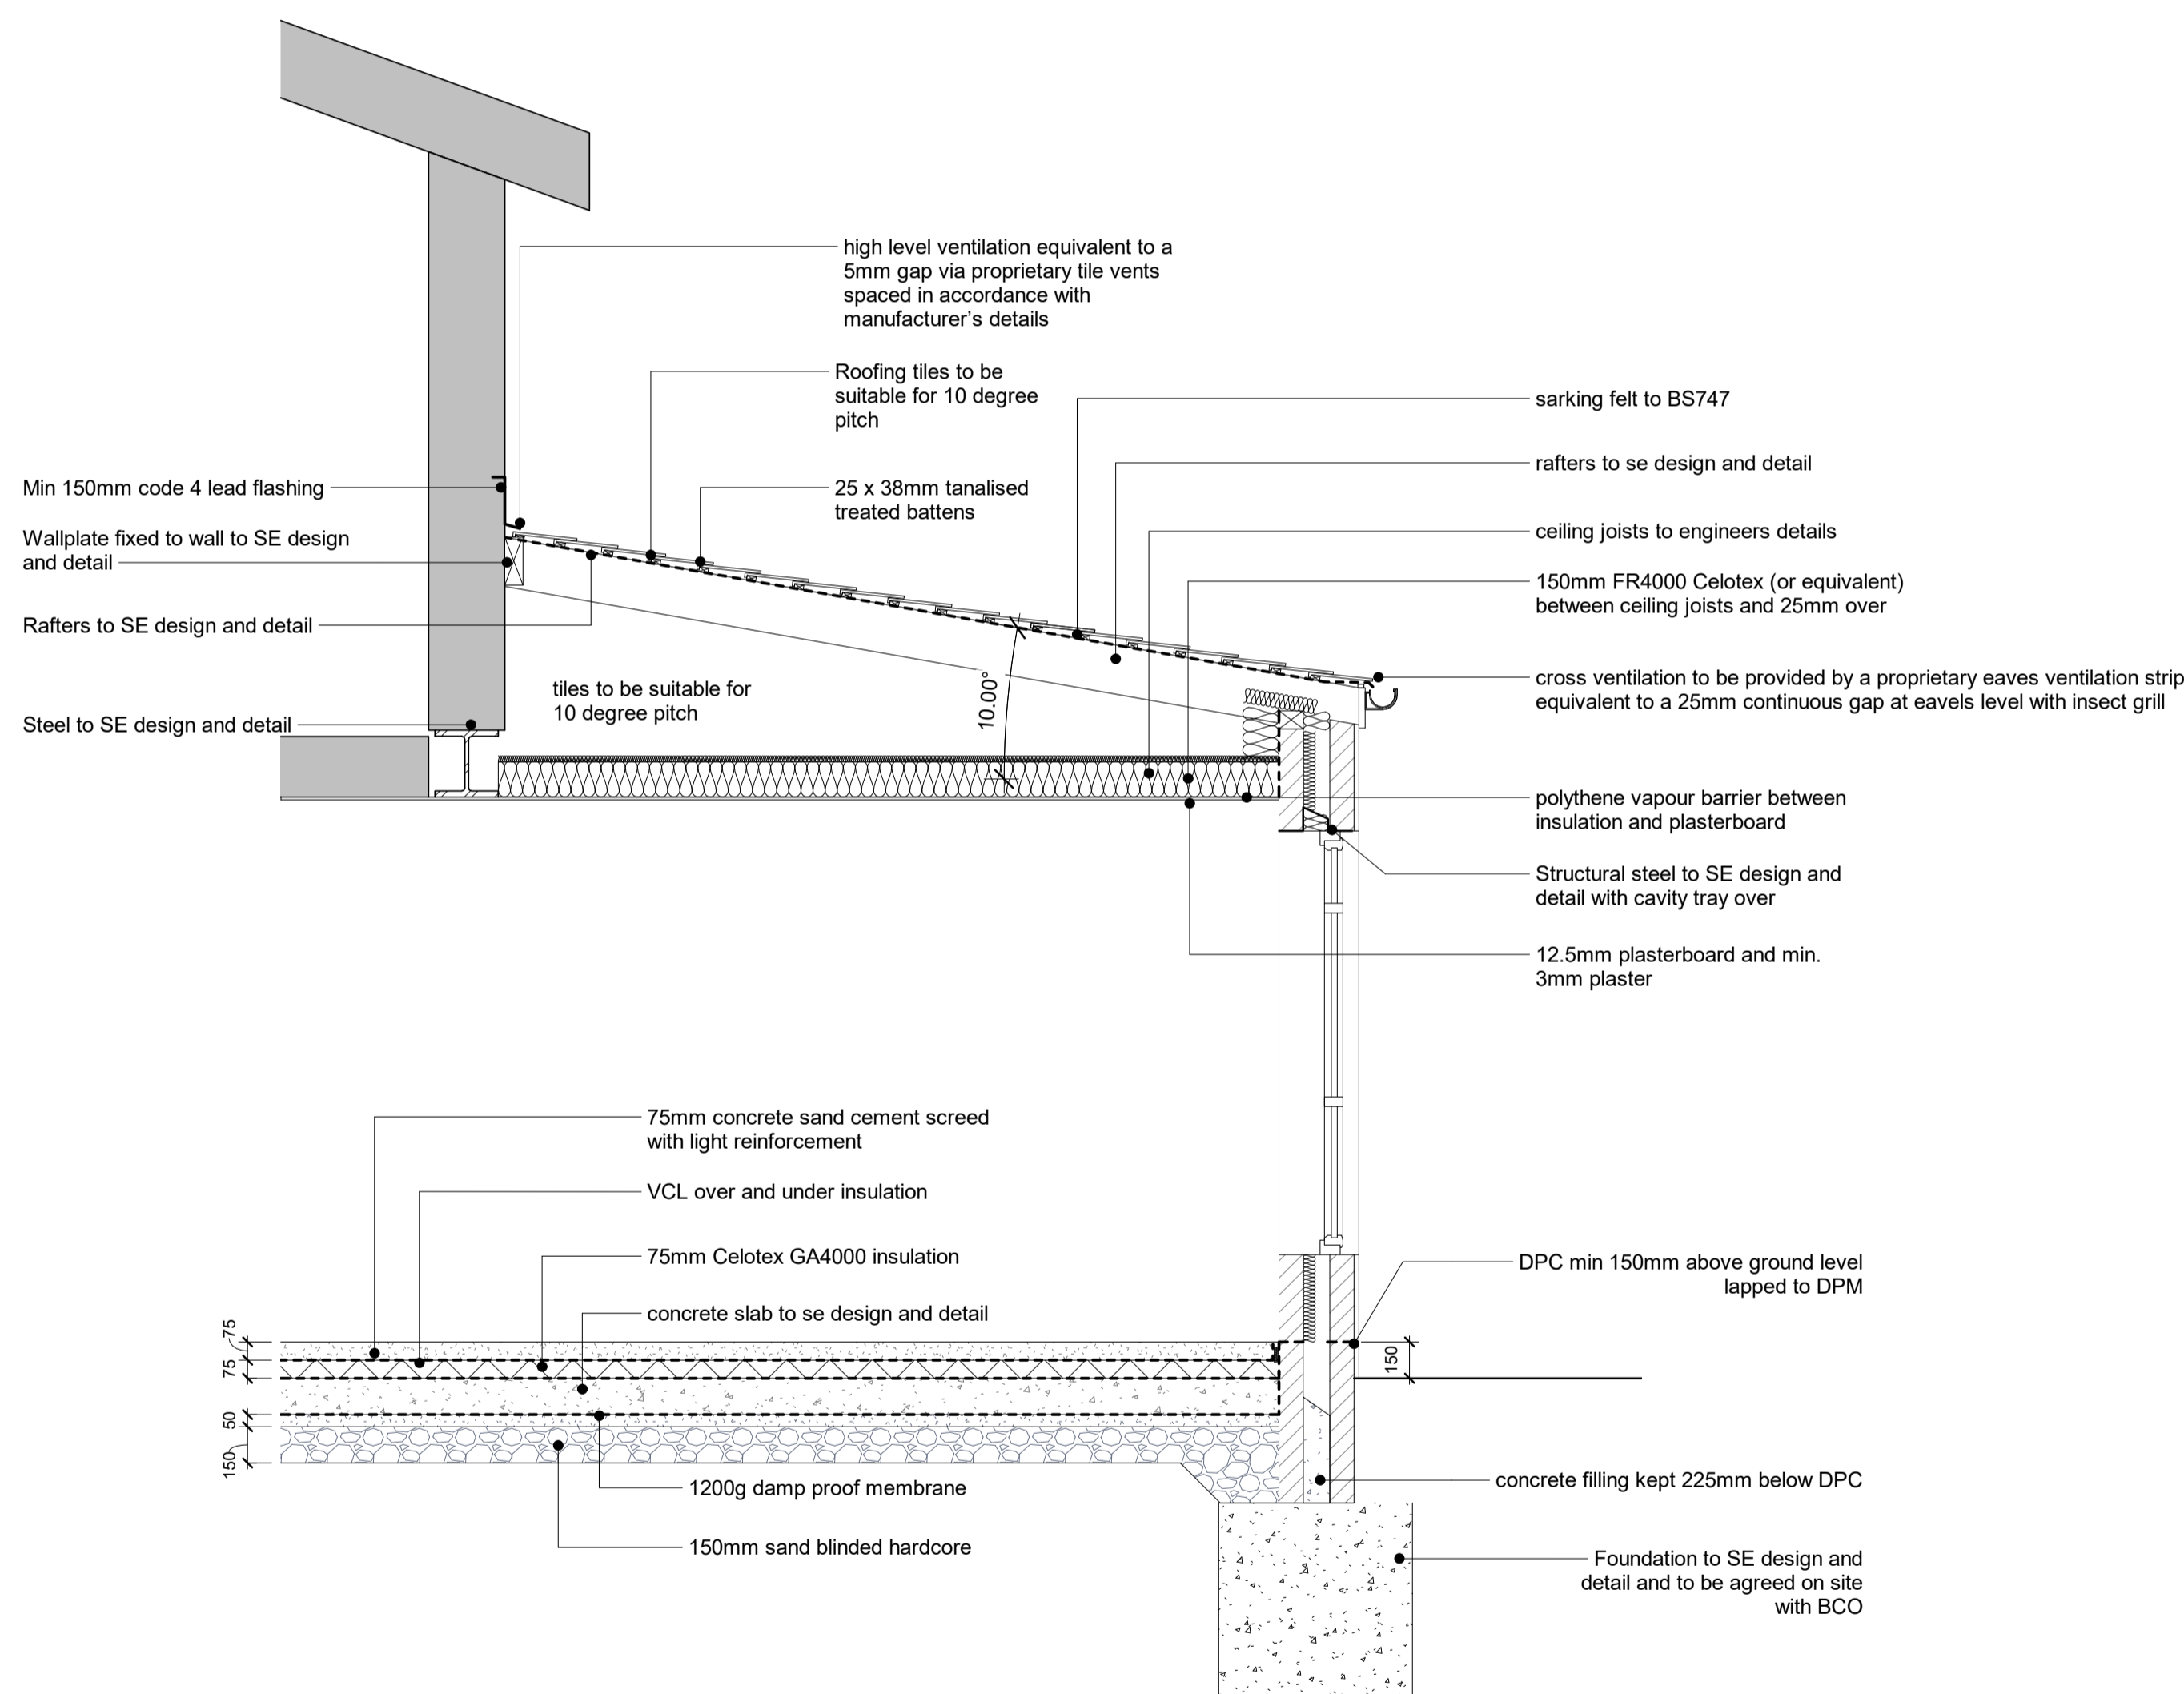 high level ventilation equivalent to a
5mm gap via proprietary tile vents
spaced in accordance with
manufacturer’s details
Roofing tiles to be
suitable for 10 degree
pitch
25 x 38mm tanalised
treated battens
Min 150mm code 4 lead flashing
Wallplate fixed to wall to SE design
and detail
Rafters to SE design and detail
Steel to SE design and detail
tiles to be suitable for
10 degree pitch
10.00°
sarking felt to BS747
rafters to se design and detail
ceiling joists to engineers details
150mm FR4000 Celotex (or equivalent)
between ceiling joists and 25mm over
cross ventilation to be provided by a proprietary eaves ventilation strip
equivalent to a 25mm continuous gap at eavels level with insect grill
polythene vapour barrier between
insulation and plasterboard
Structural steel to SE design and
detail with cavity tray over
12.5mm plasterboard and min.
3mm plaster
75mm concrete sand cement screed
with light reinforcement
VCL over and under insulation
75mm Celotex GA4000 insulation
concrete slab to se design and detail
75
75
50
150
1200g damp proof membrane
150mm sand blinded hardcore
DPC min 150mm above ground level
lapped to DPM
150
concrete filling kept 225mm below DPC
Foundation to SE design and
detail and to be agreed on site
with BCO